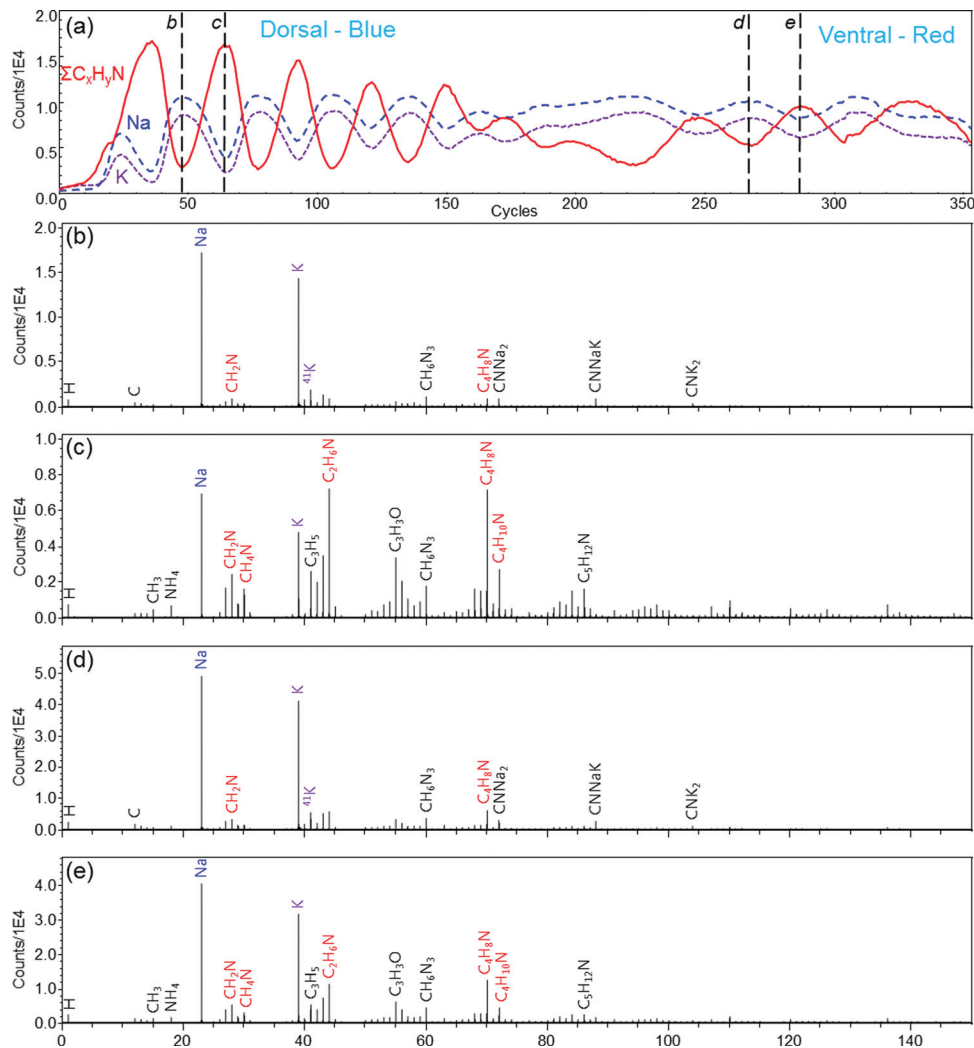 (a)
b
c
Dorsal - Blue
d
e
Ventral - Red
Counts/1E4
2.0
1.5
1.0
0.5
0.0
ΣCₓHᵧN
Na
K
0
50
100
150
200
250
300
350
Cycles
(b)
Counts/1E4
2.0
1.5
1.0
0.5
0.0
H
C
Na
CH₂N
K
⁴¹K
CH₆N₃
C₄H₈N
CNNa₂
CNNaK
CNK₂
(c)
Counts/1E4
1.0
0.8
0.6
0.4
0.2
0.0
H
CH₃
NH₄
Na
CH₂N
CH₄N
K
C₃H₅
C₂H₆N
C₃H₃O
CH₆N₃
C₄H₈N
C₄H₁₀N
C₅H₁₂N
(d)
Counts/1E4
5.0
4.0
3.0
2.0
1.0
0.0
H
C
Na
CH₂N
K
⁴¹K
CH₆N₃
C₄H₈N
CNNa₂
CNNaK
CNK₂
(e)
Counts/1E4
4.0
3.0
2.0
1.0
0.0
H
CH₃
NH₄
Na
CH₂N
CH₄N
K
C₃H₅
C₂H₆N
C₃H₃O
CH₆N₃
C₄H₈N
C₄H₁₀N
C₅H₁₂N
0
20
40
60
80
100
120
140